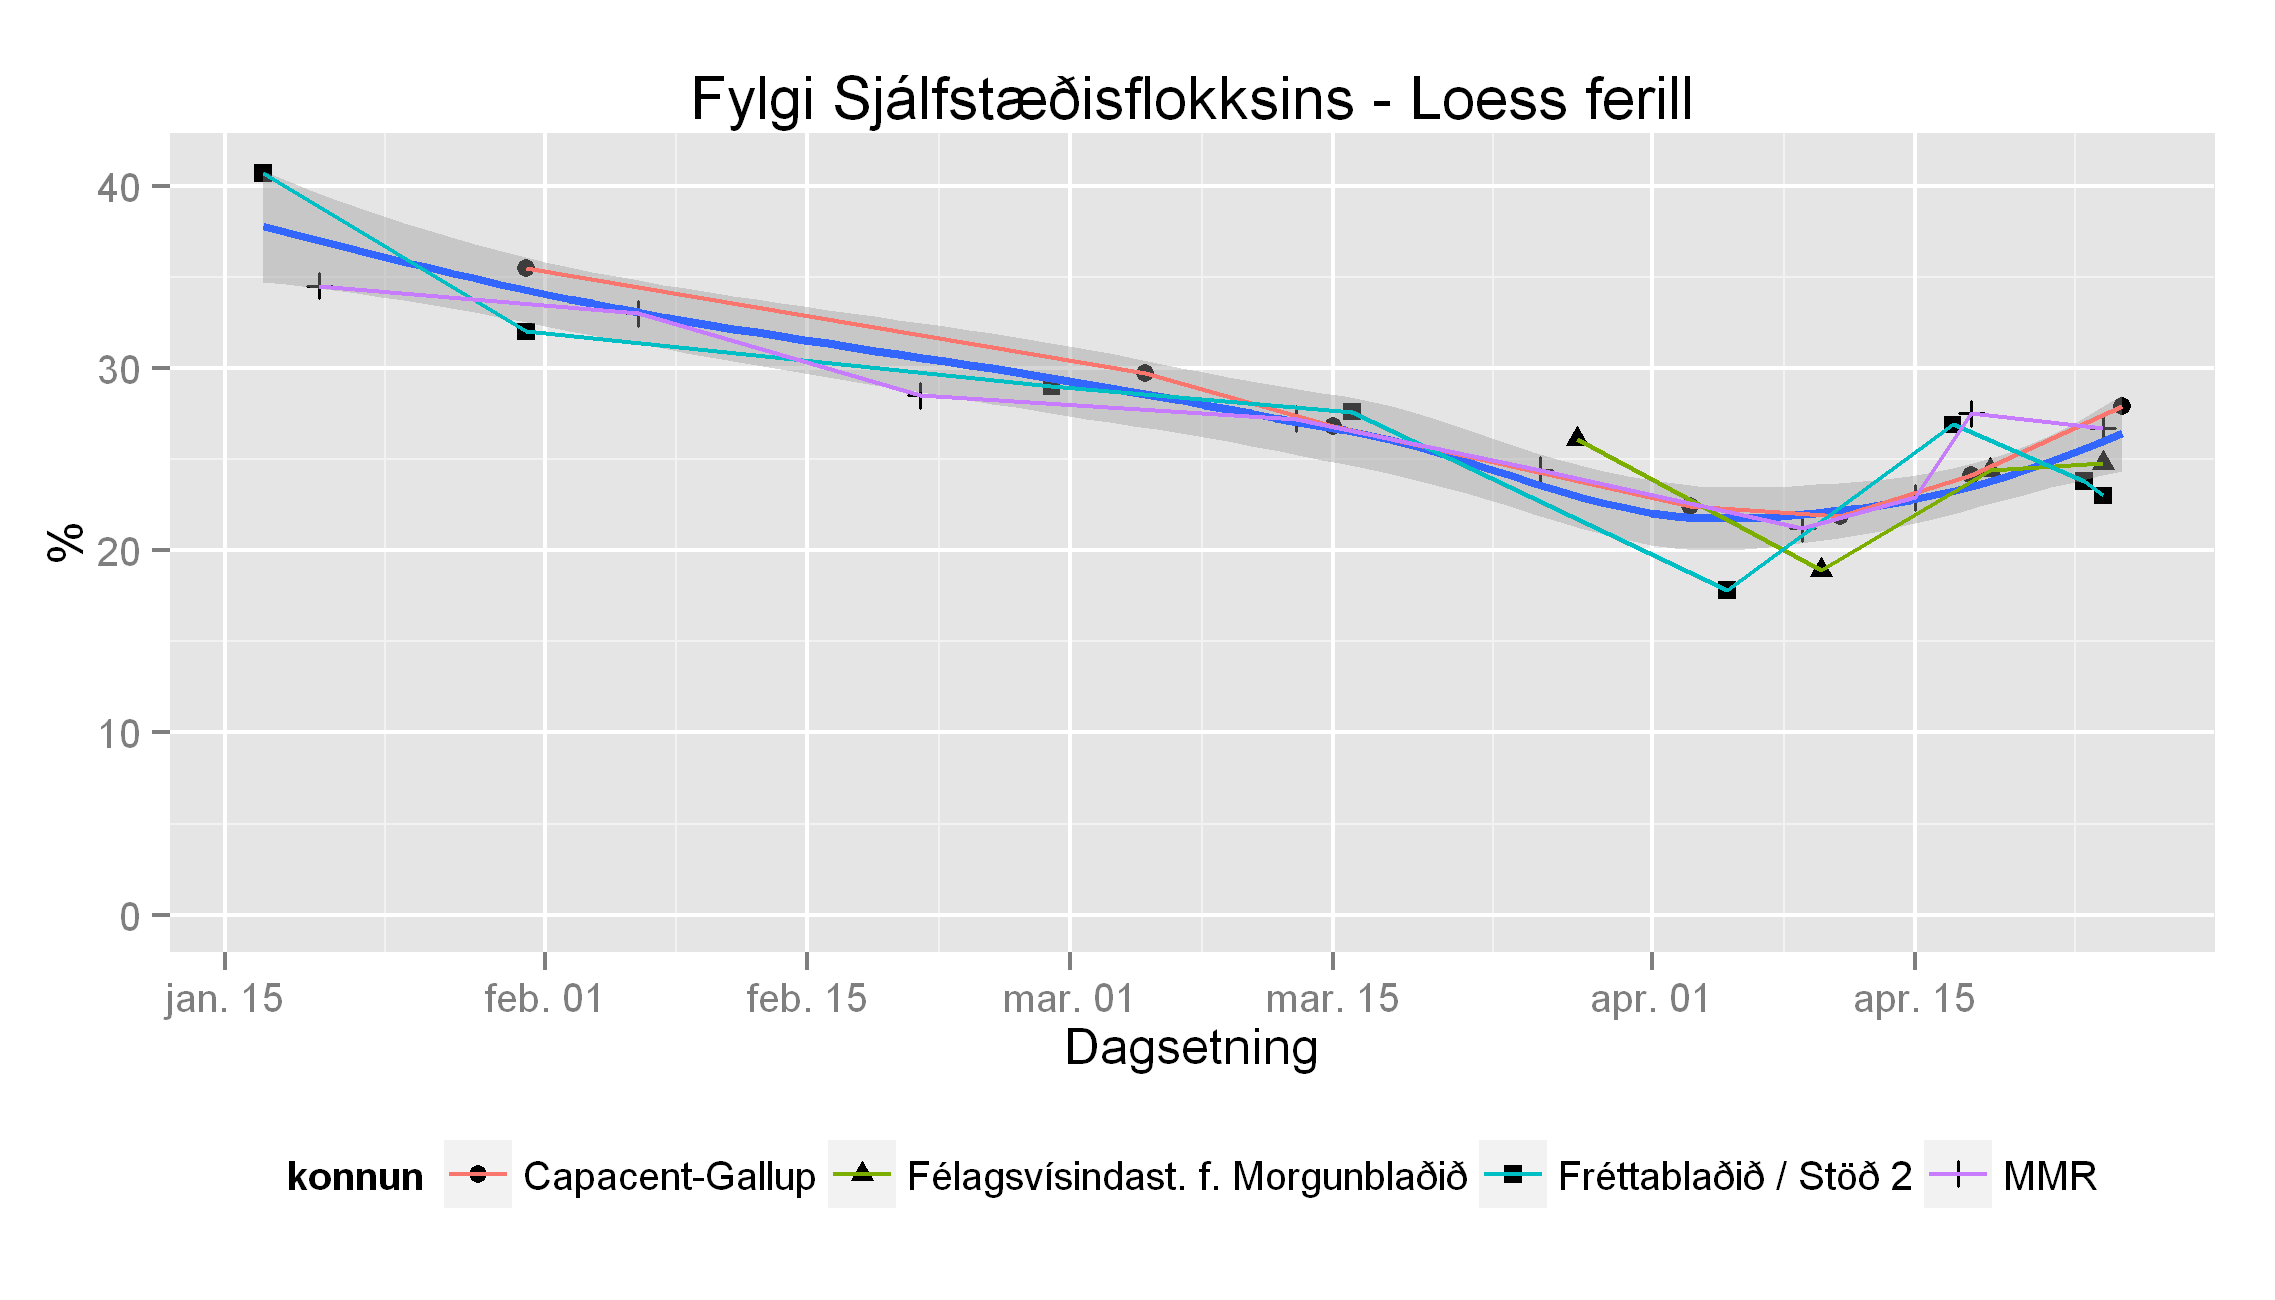 Fylgi Sjálfstæðisflokksins - Loess ferill
%
40
30
20
10
0
jan. 15 feb. 01 feb. 15 mar. 01 mar. 15 apr. 01 apr. 15
Dagsetning
konnun Capacent-Gallup Félagsvísindast. f. Morgunblaðið Fréttablaðið / Stöð 2 MMR